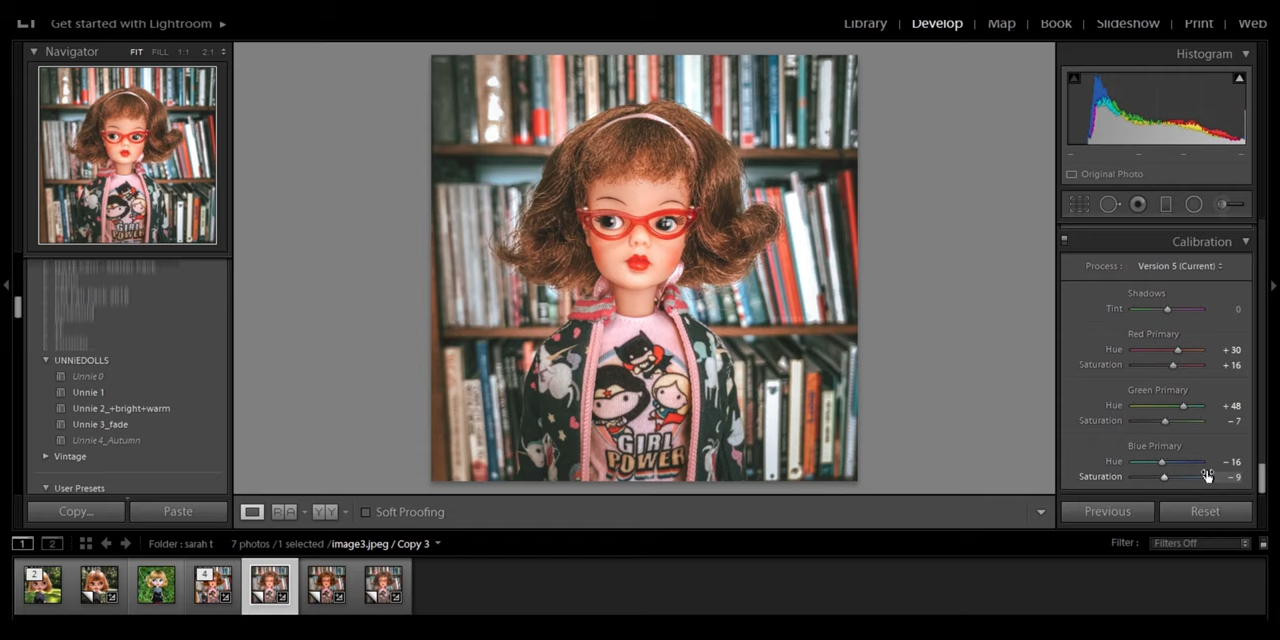 Get started with Lightroom ▸
Library | Develop | Map | Book | Slideshow | Print | Web
Navigator FIT FILL 1:1 2:1
Histogram
Original Photo
Calibration
Process : Version 5 (Current)
Shadows
Tint 0
Red Primary
Hue + 30
Saturation + 16
Green Primary
Hue + 48
Saturation – 7
Blue Primary
Hue – 16
Saturation – 9
UNNiEDOLLS
Unnie 0
Unnie 1
Unnie 2_+bright+warm
Unnie 3_fade
Unnie 4_Autumn
Vintage
User Presets
GIRL
POWER
Copy... Paste
Soft Proofing
Previous Reset
1 2 Folder : sarah t 7 photos / 1 selected / image3.jpeg / Copy 3
Filter : Filters Off
2 4